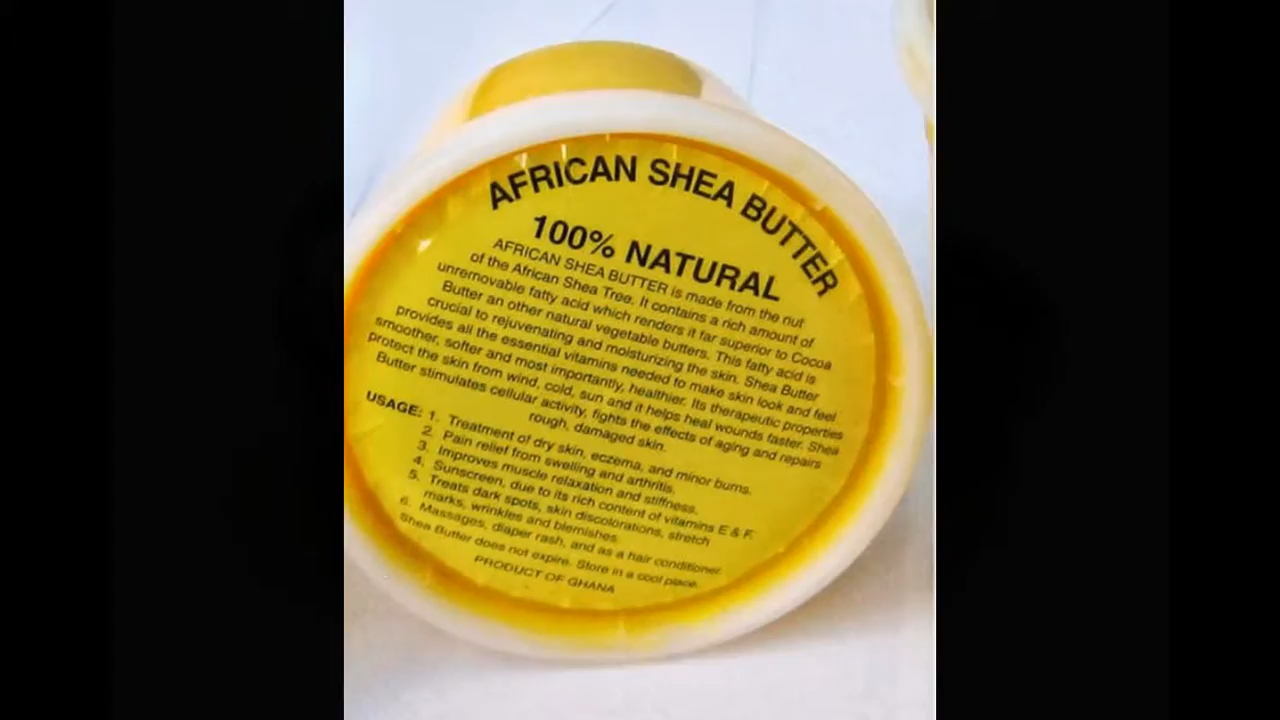 AFRICAN SHEA BUTTER
100% NATURAL
AFRICAN SHEA BUTTER is made from the nut
of the African Shea Tree. It contains a rich amount of
unremovable fatty acid which renders it far superior to Cocoa
Butter an other natural vegetable butters. This fatty acid is
crucial to rejuvenating and moisturizing the skin. Shea Butter
provides all the essential vitamins needed to make skin look and feel
smoother, softer and most importantly, healthier. Its therapeutic properties
protect the skin from wind, cold, sun and it helps heal wounds faster. Shea
Butter stimulates cellular activity, fights the effects of aging and repairs
rough, damaged skin.
USAGE: 1. Treatment of dry skin, eczema, and minor burns.
2. Pain relief from swelling and arthritis.
3. Improves muscle relaxation and stiffness.
4. Sunscreen, due to its rich content of vitamins E & F.
5. Treats dark spots, skin discolorations, stretch
marks, wrinkles and blemishes.
6. Massages, diaper rash, and as a hair conditioner.
Shea Butter does not expire. Store in a cool place.
PRODUCT OF GHANA